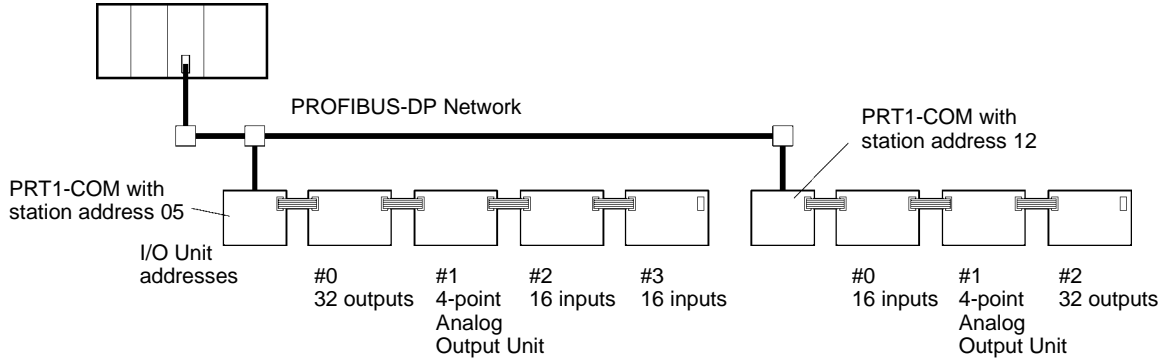 PROFIBUS-DP Network
PRT1-COM with
station address 12
PRT1-COM with
station address 05
I/O Unit
addresses
#0
32 outputs
#1
4-point
Analog
Output Unit
#2
16 inputs
#3
16 inputs
#0
16 inputs
#1
4-point
Analog
Output Unit
#2
32 outputs